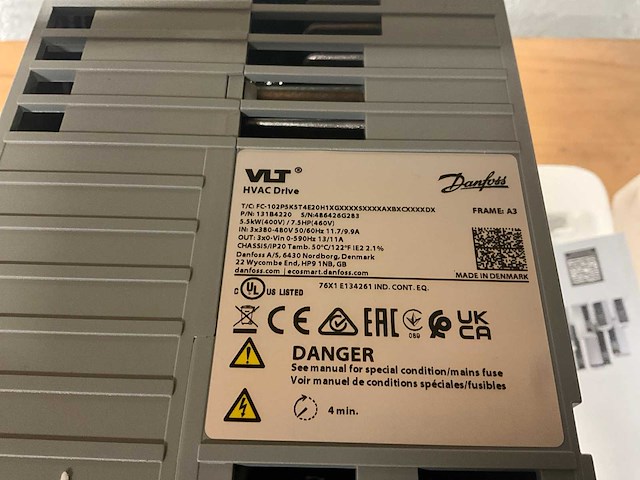 VLT®
HVAC Drive
Danfoss
T/C: FC-102P5K5T4E20H1XGXXXXSXXXXAXBXCXXXXDX
P/N: 131B4220 S/N:486426G283
FRAME: A3
5.5kW(400V) / 7.5HP(460V)
IN: 3x380-480V 50/60Hz 11.7/9.9A
OUT: 3x0-Vin 0-590Hz 13/11A
CHASSIS/IP20 Tamb. 50°C/122°F IE2 2.1%
Danfoss A/S, 6430 Nordborg, Denmark
22 Wycombe End, HP9 1NB, GB
danfoss.com | ecosmart.danfoss.com
MADE IN DENMARK
C UL US LISTED 76X1 E134261 IND. CONT. EQ.
CE EAC 089 UK
CA
DANGER
See manual for special condition/mains fuse
Voir manuel de conditions spéciales/fusibles
4 min.